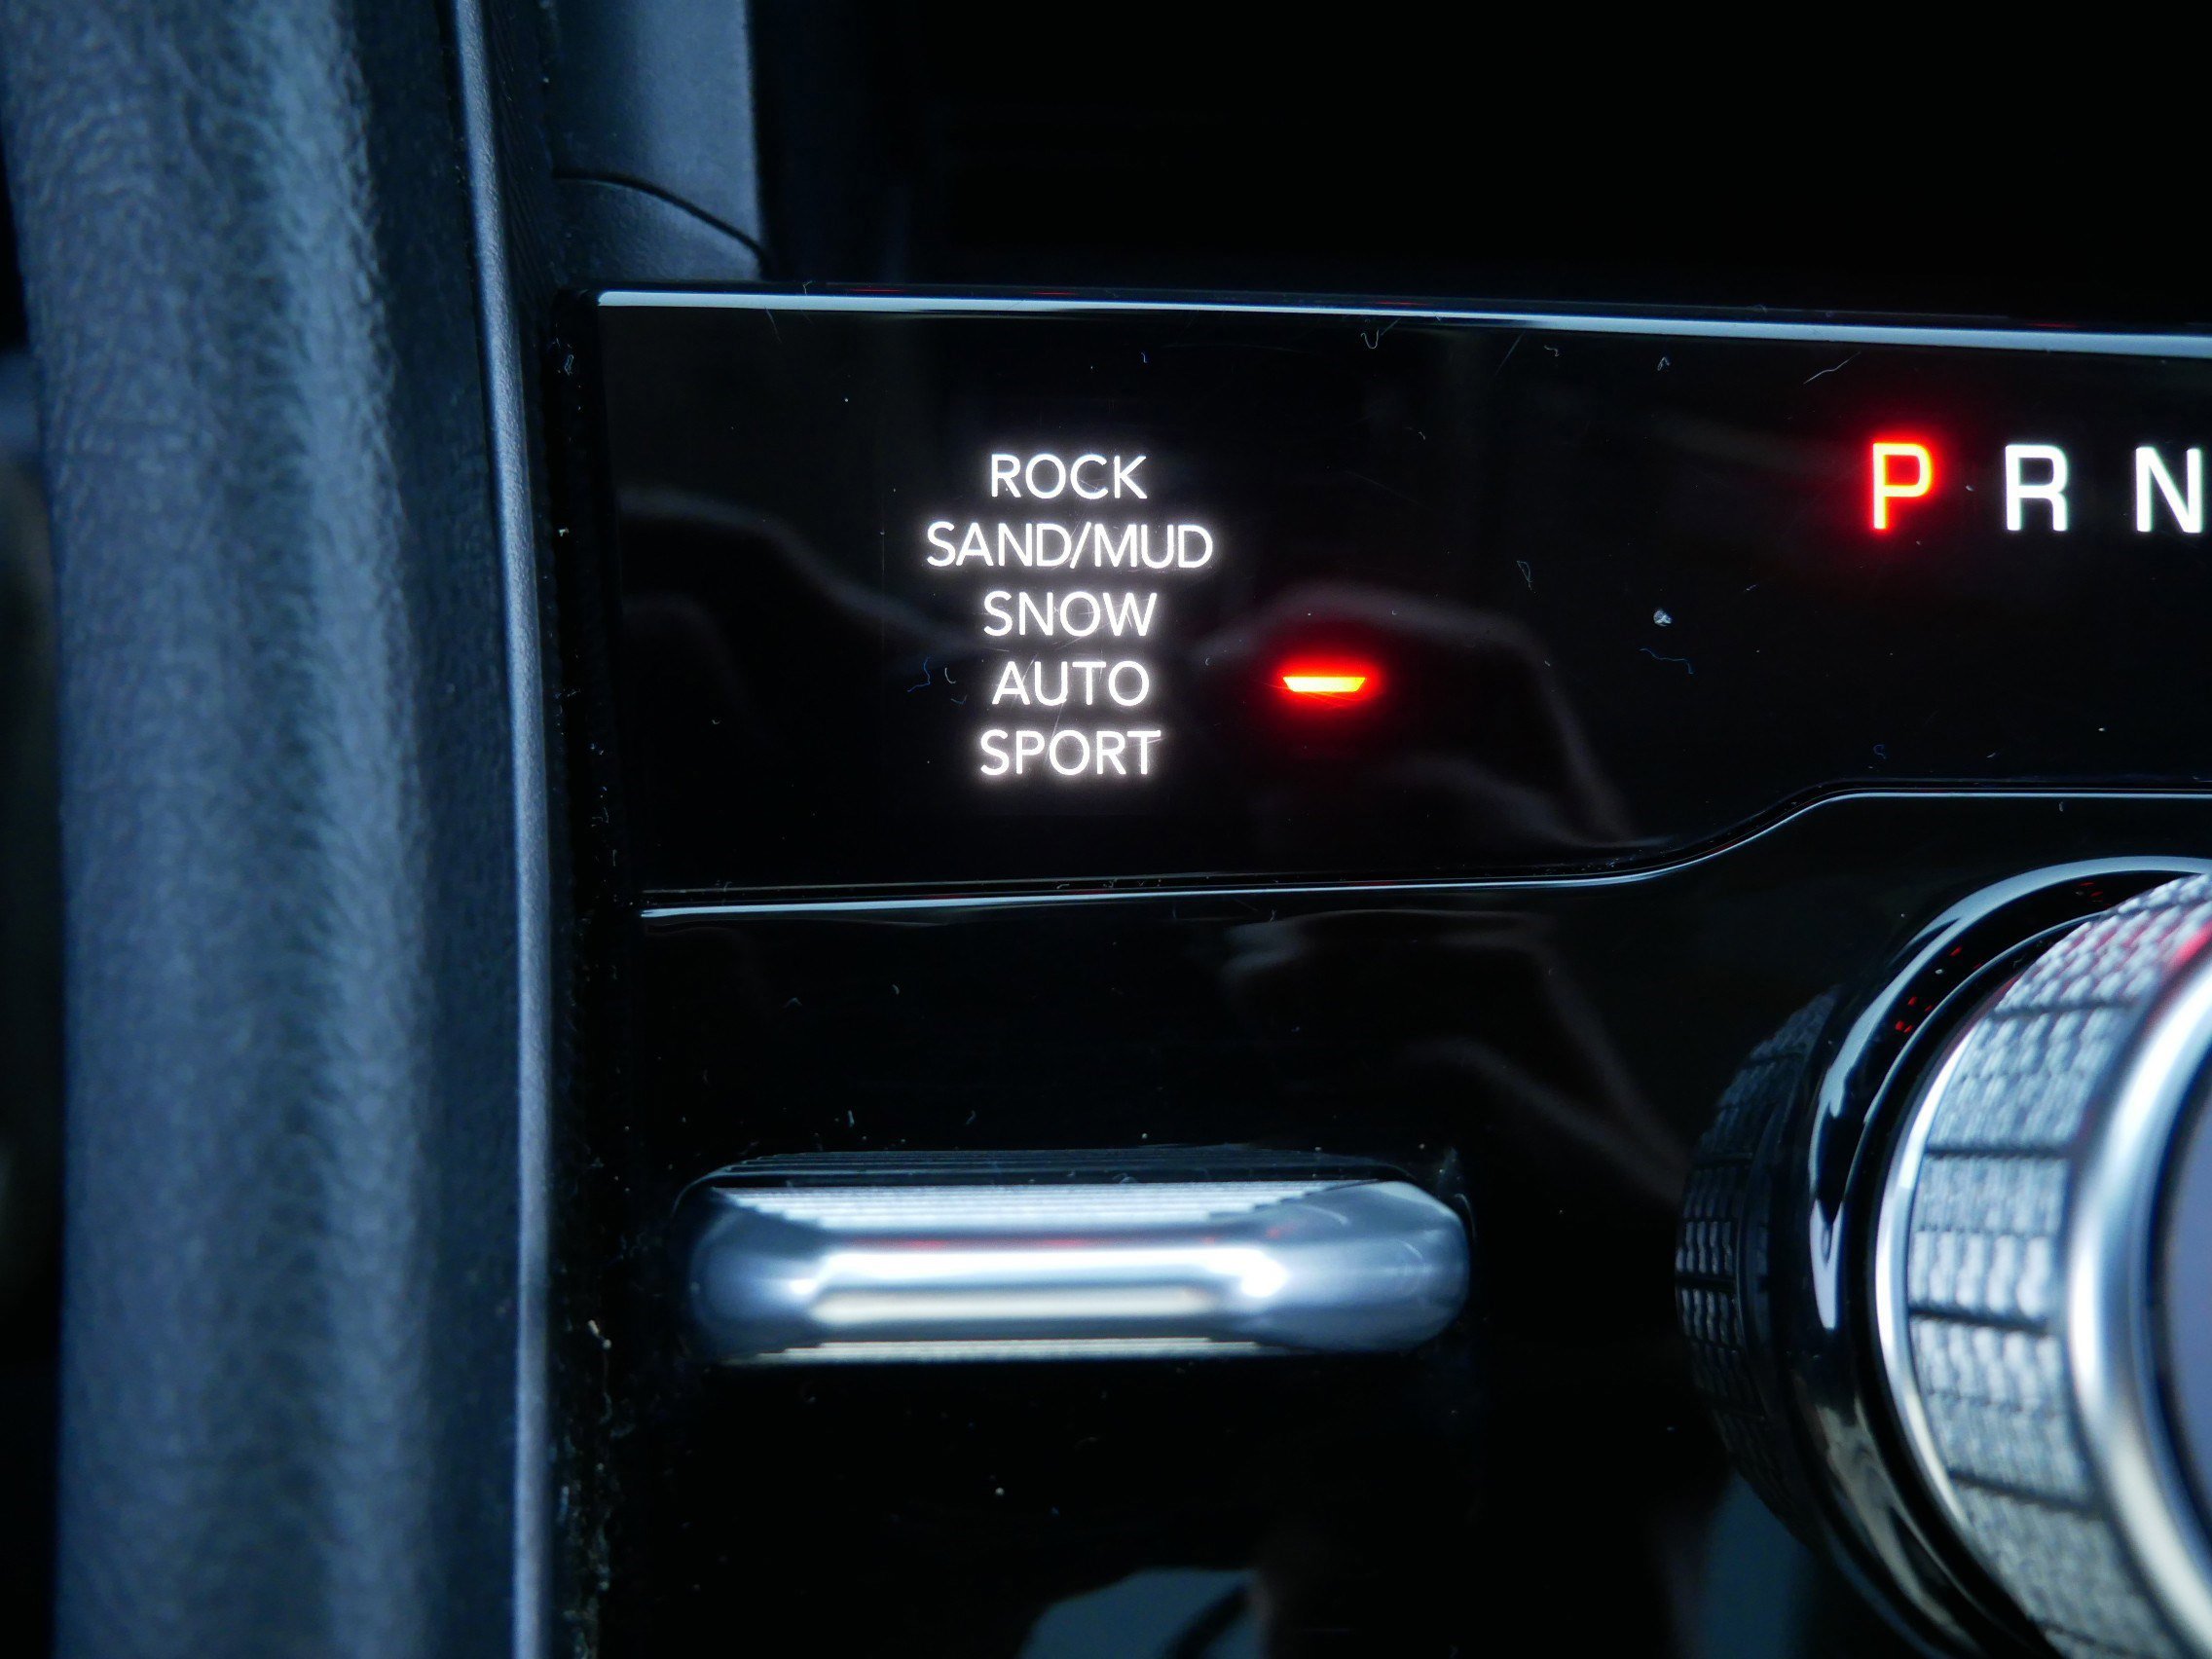 ROCK
SAND/MUD
SNOW
AUTO
SPORT
P R N